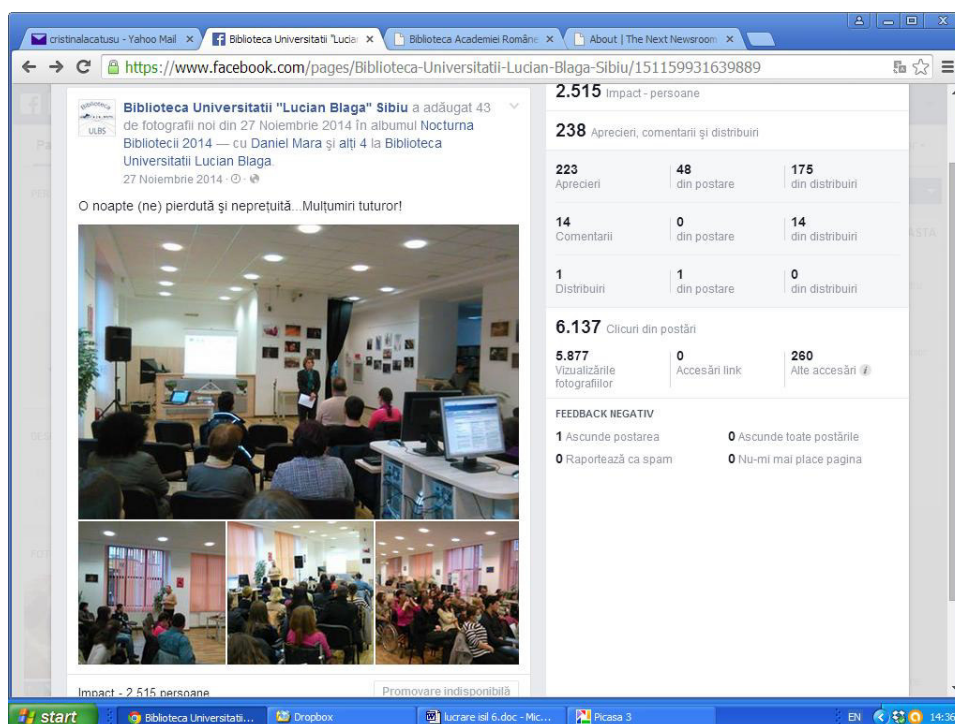 cristinalacatusu - Yahoo Mail
Biblioteca Universitatii "Lucia
Biblioteca Academiei Române
About | The Next Newsroom
https://www.facebook.com/pages/Biblioteca-Universitatii-Lucian-Blaga-Sibiu/151159931639889
Biblioteca
ULBS
Biblioteca Universitatii "Lucian Blaga" Sibiu a adăugat 43
de fotografii noi din 27 Noiembrie 2014 în albumul Nocturna
Bibliotecii 2014 — cu Daniel Mara şi alţi 4 la Biblioteca
Universitatii Lucian Blaga.
27 Noiembrie 2014 ·
O noapte (ne) pierdută şi nepreţuită...Mulţumiri tuturor!
Impact - 2.515 persoane
Promovare indisponibilă
2.515 Impact - persoane
238 Aprecieri, comentarii şi distribuiri
223 48 175
Aprecieri din postare din distribuiri
14 0 14
Comentarii din postare din distribuiri
1 1 0
Distribuiri din postare din distribuiri
6.137 Clicuri din postări
5.877 0 260
Vizualizările Accesări link Alte accesări
fotografiilor
FEEDBACK NEGATIV
1 Ascunde postarea 0 Ascunde toate postările
0 Raportează ca spam 0 Nu-mi mai place pagina
start
Biblioteca Universitati...
Dropbox
lucrare isil 6.doc - Mic...
Picasa 3
EN
14:36